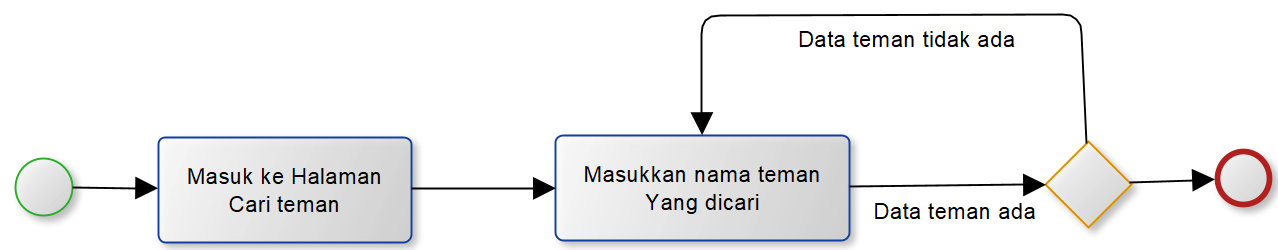 Data teman tidak ada
Masuk ke Halaman
Cari teman
Masukkan nama teman
Yang dicari
Data teman ada